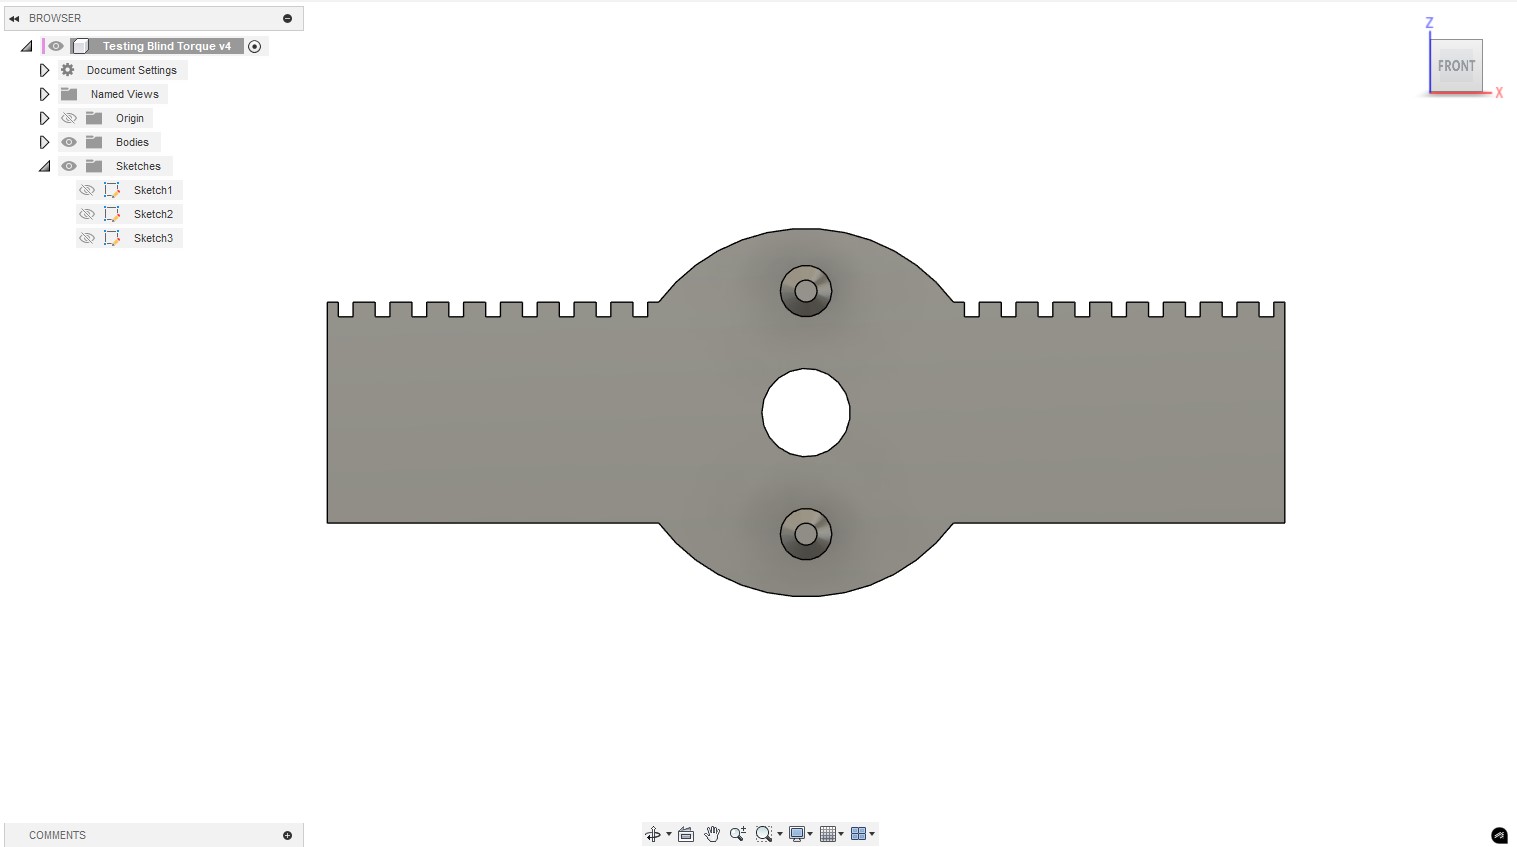 BROWSER
Testing Blind Torque v4
Document Settings
Named Views
Origin
Bodies
Sketches
Sketch1
Sketch2
Sketch3
Z
FRONT
X
COMMENTS